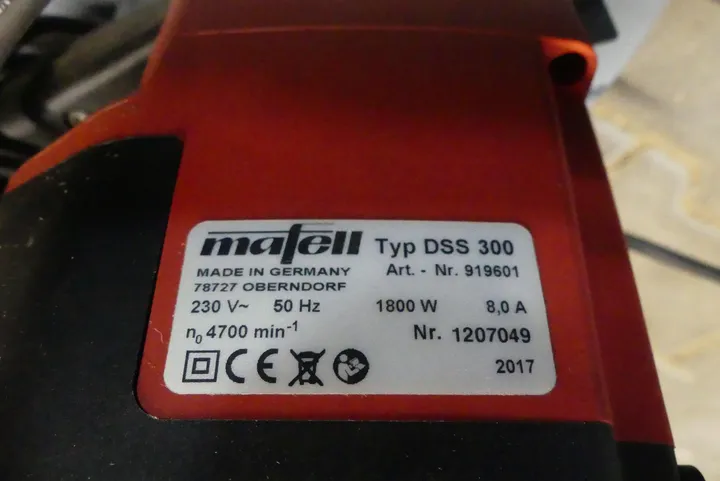 mafell Typ DSS 300
MADE IN GERMANY Art. - Nr. 919601
78727 OBERNDORF
230 V~ 50 Hz 1800 W 8,0 A
n₀ 4700 min⁻¹ Nr. 1207049
CE 2017